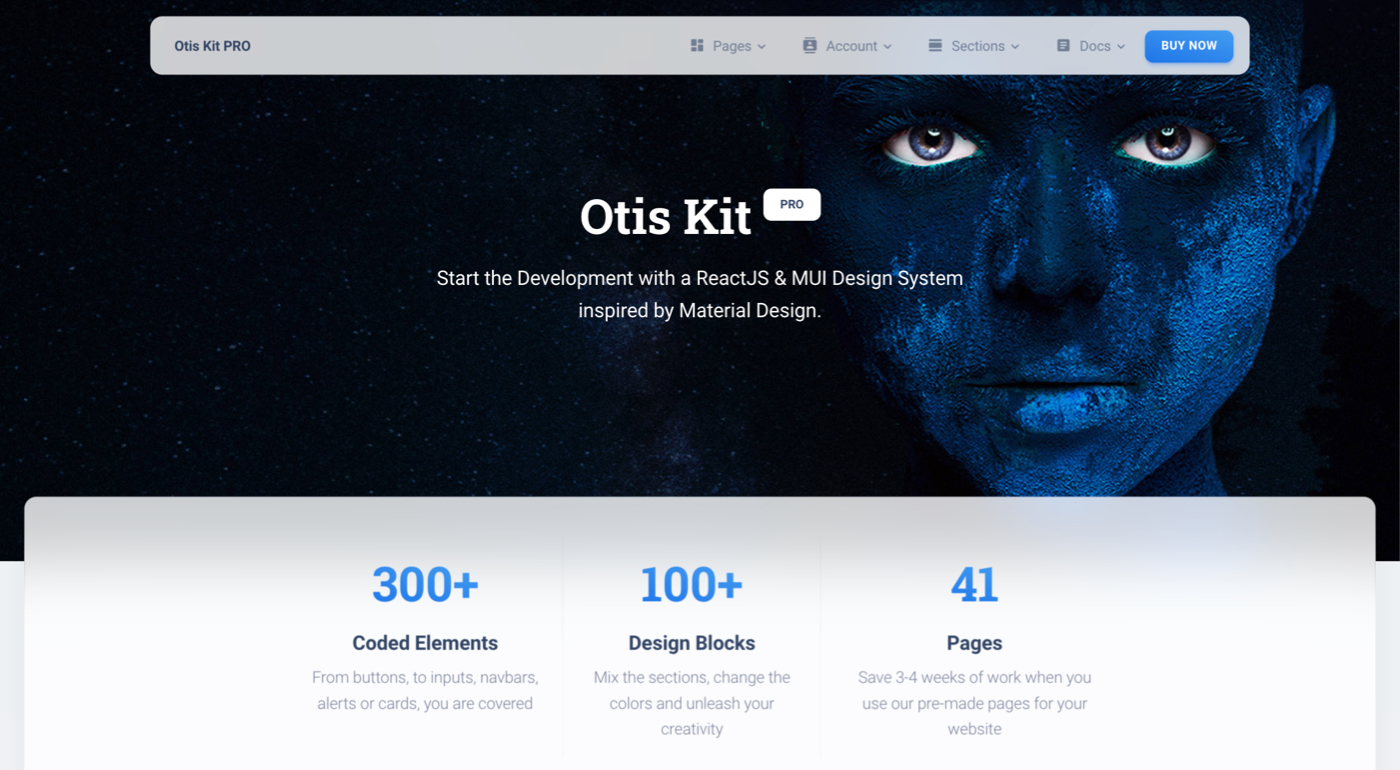 Otis Kit PRO
Pages
Account
Sections
Docs
BUY NOW
Otis Kit PRO
Start the Development with a ReactJS & MUI Design System
inspired by Material Design.
300+
Coded Elements
From buttons, to inputs, navbars,
alerts or cards, you are covered
100+
Design Blocks
Mix the sections, change the
colors and unleash your
creativity
41
Pages
Save 3-4 weeks of work when you
use our pre-made pages for your
website